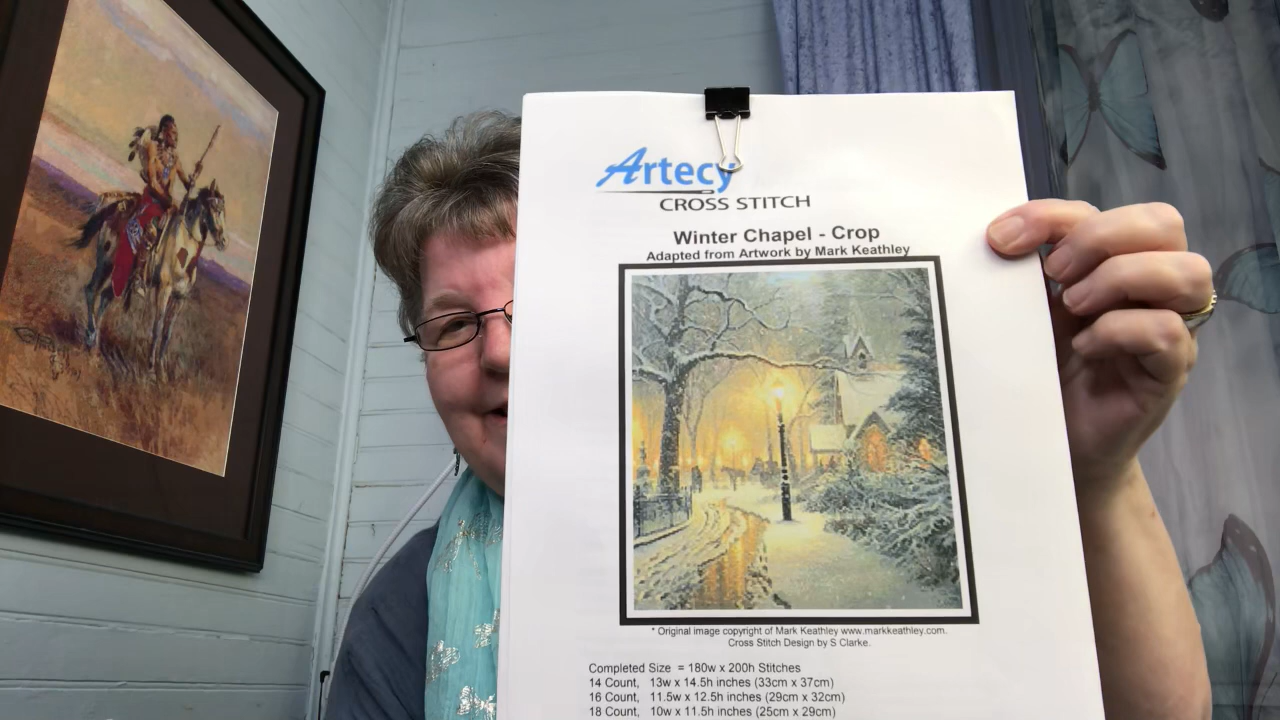 Artecy
CROSS STITCH
Winter Chapel - Crop
Adapted from Artwork by Mark Keathley
* Original image copyright of Mark Keathley www.markkeathley.com.
Cross Stitch Design by S Clarke.
Completed Size = 180w x 200h Stitches
14 Count, 13w x 14.5h inches (33cm x 37cm)
16 Count, 11.5w x 12.5h inches (29cm x 32cm)
18 Count, 10w x 11.5h inches (25cm x 29cm)